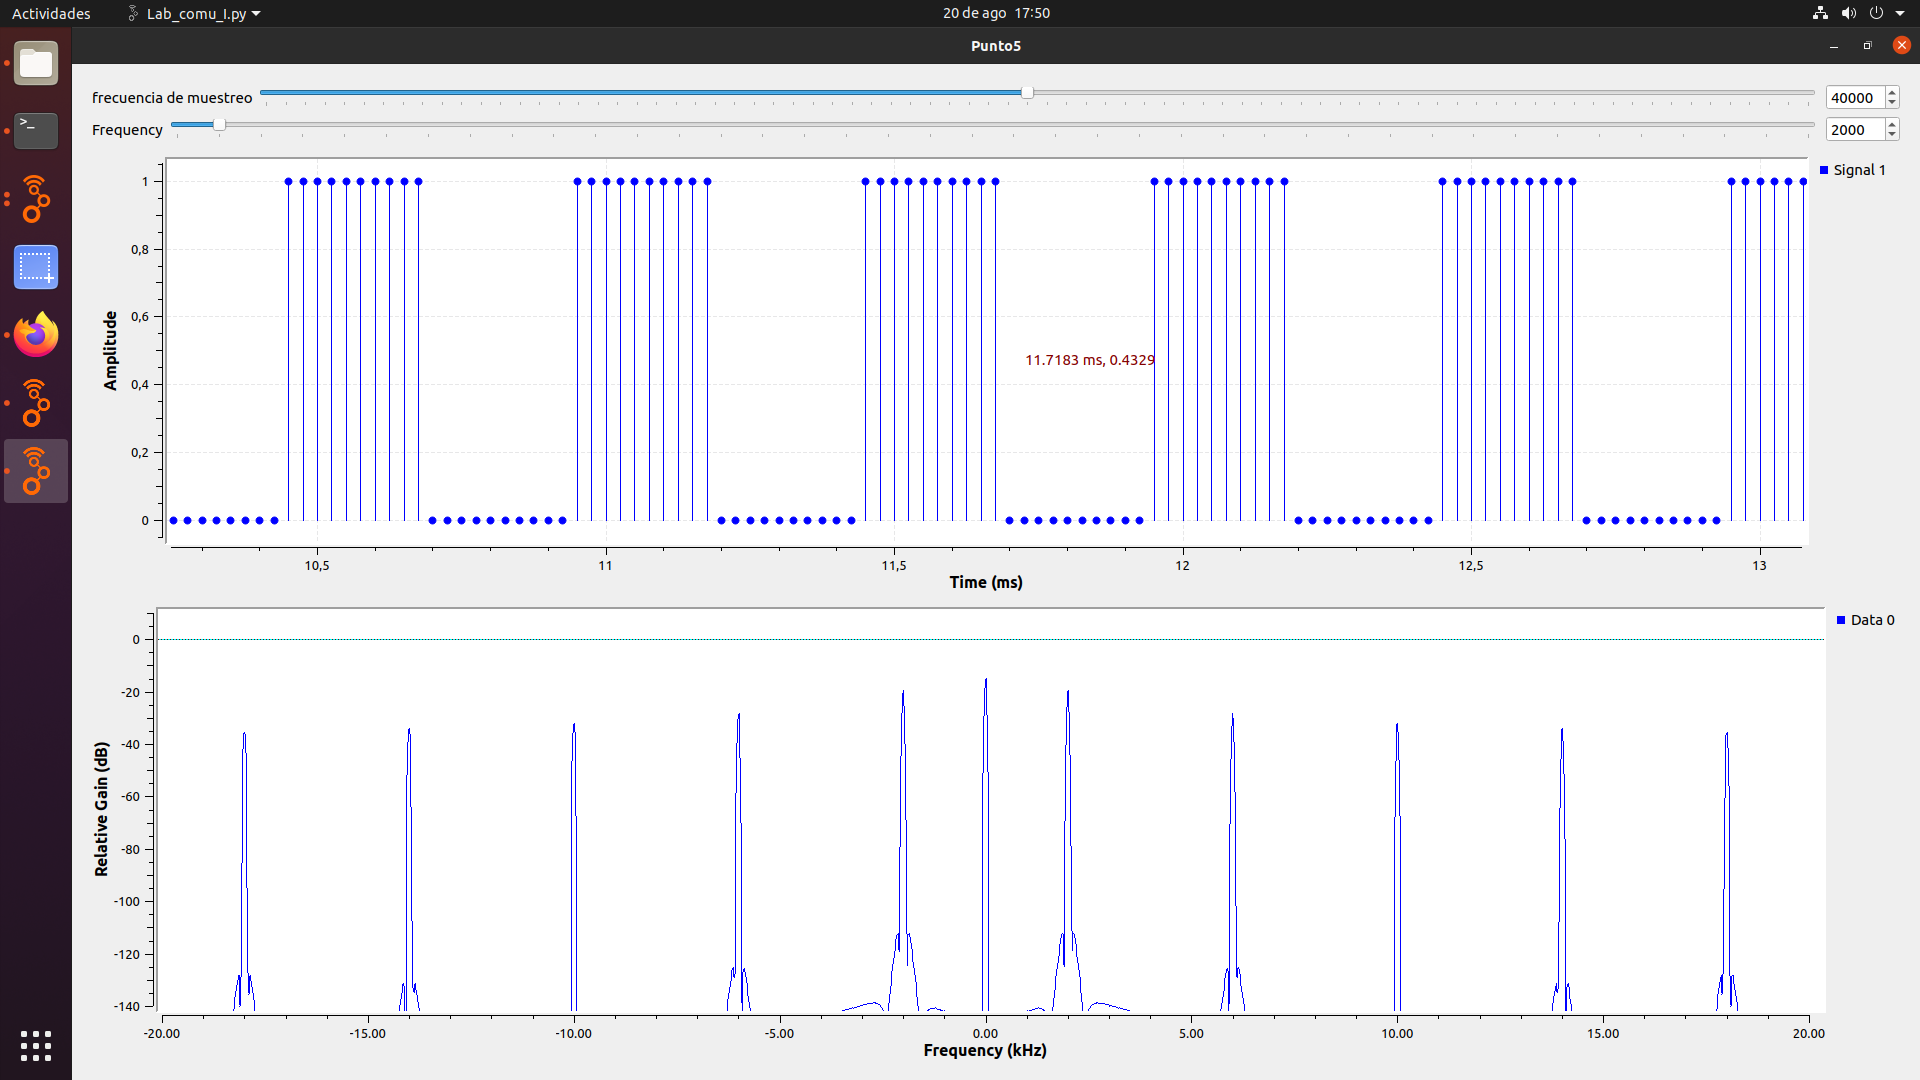 Actividades Lab_comu_I.py 20 de ago 17:50
Punto5
frecuencia de muestreo 40000
Frequency 2000
Signal 1
1
0,8
0,6
0,4
0,2
0
Amplitude
11.7183 ms, 0.4329
10,5 11 11,5 12 12,5 13
Time (ms)
Data 0
0
-20
-40
-60
-80
-100
-120
-140
Relative Gain (dB)
-20.00 -15.00 -10.00 -5.00 0.00 5.00 10.00 15.00 20.00
Frequency (kHz)